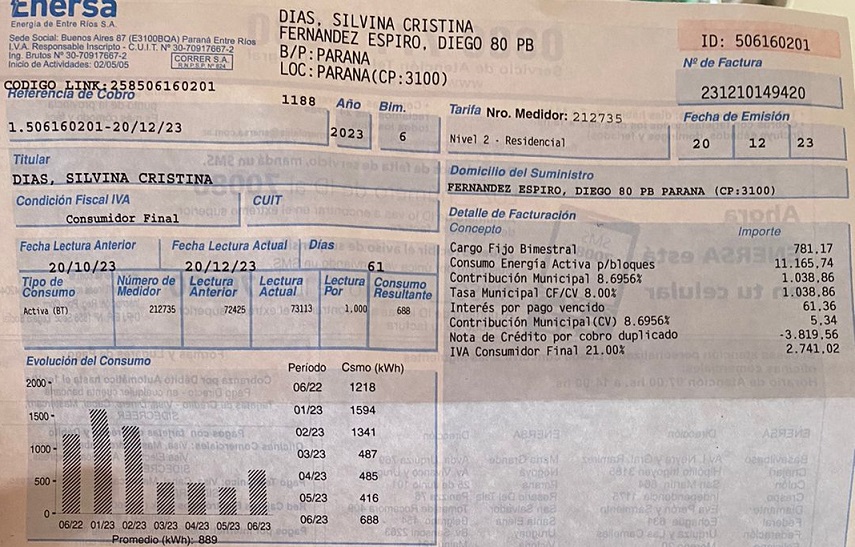 Enersa
Energía de Entre Ríos S.A.
Sede Social: Buenos Aires 87 (E3100BQA) Paraná Entre Ríos
I.V.A. Responsable Inscripto - C.U.I.T. Nº 30-70917667-2
Ing. Brutos Nº 30-70917667-2
Inicio de Actividades: 02/05/05
CORRER S.A.
R.N.P.S.P. Nº 824
DIAS, SILVINA CRISTINA
FERNANDEZ ESPIRO, DIEGO 80 PB
B/P: PARANA
LOC: PARANA(CP:3100)
ID: 506160201
Nº de Factura
231210149420
CODIGO LINK:258506160201
Referencia de Cobro
1188 Año Bim.
1.506160201-20/12/23 2023 6
Tarifa Nro. Medidor: 212735
Nivel 2 - Residencial
Fecha de Emisión
20 12 23
Titular
DIAS, SILVINA CRISTINA
Domicilio del Suministro
FERNANDEZ ESPIRO, DIEGO 80 PB PARANA (CP:3100)
Condición Fiscal IVA CUIT
Consumidor Final
Fecha Lectura Anterior Fecha Lectura Actual Días
20/10/23 20/12/23 61
Tipo de Consumo Número de Medidor Lectura Anterior Lectura Actual Lectura Por Consumo Resultante
Activa (BT) 212735 72425 73113 1,000 688
Detalle de Facturación
Concepto Importe
Cargo Fijo Bimestral 781,17
Consumo Energía Activa p/bloques 11.165,74
Contribución Municipal 8.6956% 1.038,86
Tasa Municipal CF/CV 8.00% 1.038,86
Interés por pago vencido 61,36
Contribución Municipal(CV) 8.6956% 5,34
Nota de Crédito por cobro duplicado -3.819,56
IVA Consumidor Final 21.00% 2.741,02
Evolución del Consumo
2000
1500
1000
500
0
06/22 01/23 02/23 03/23 04/23 05/23 06/23
Promedio (kWh): 889
Período Csmo (kWh)
06/22 1218
01/23 1594
02/23 1341
03/23 487
04/23 485
05/23 416
06/23 688